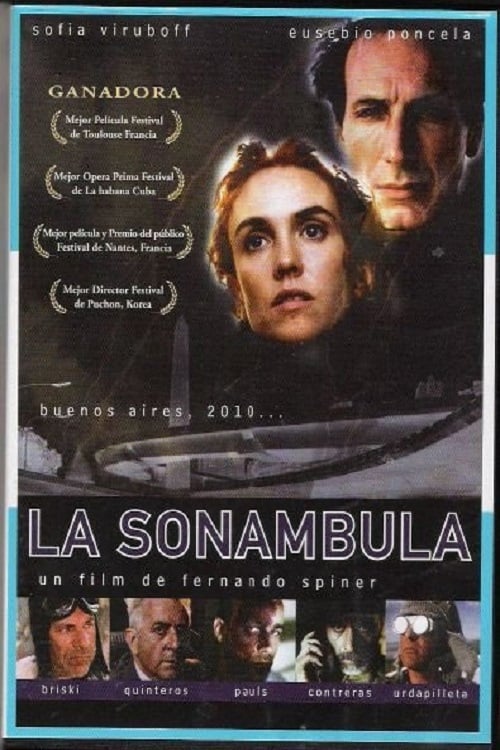 sofia viruboff
eusebio poncela
GANADORA
Mejor Película Festival
de Toulouse Francia
Mejor Opera Prima Festival
de La habana Cuba
Mejor película y Premio del público
Festival de Nantes, Francia
Mejor Director Festival
de Puchon, Korea
buenos aires, 2010...
LA SONAMBULA
un film de fernando spiner
briski quinteros pauls contreras urdapilleta